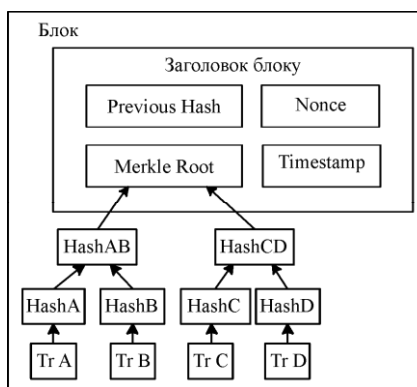 Блок
Заголовок блоку
Previous Hash Nonce
Merkle Root Timestamp
HashAB HashCD
HashA HashB HashC HashD
Tr A Tr B Tr C Tr D